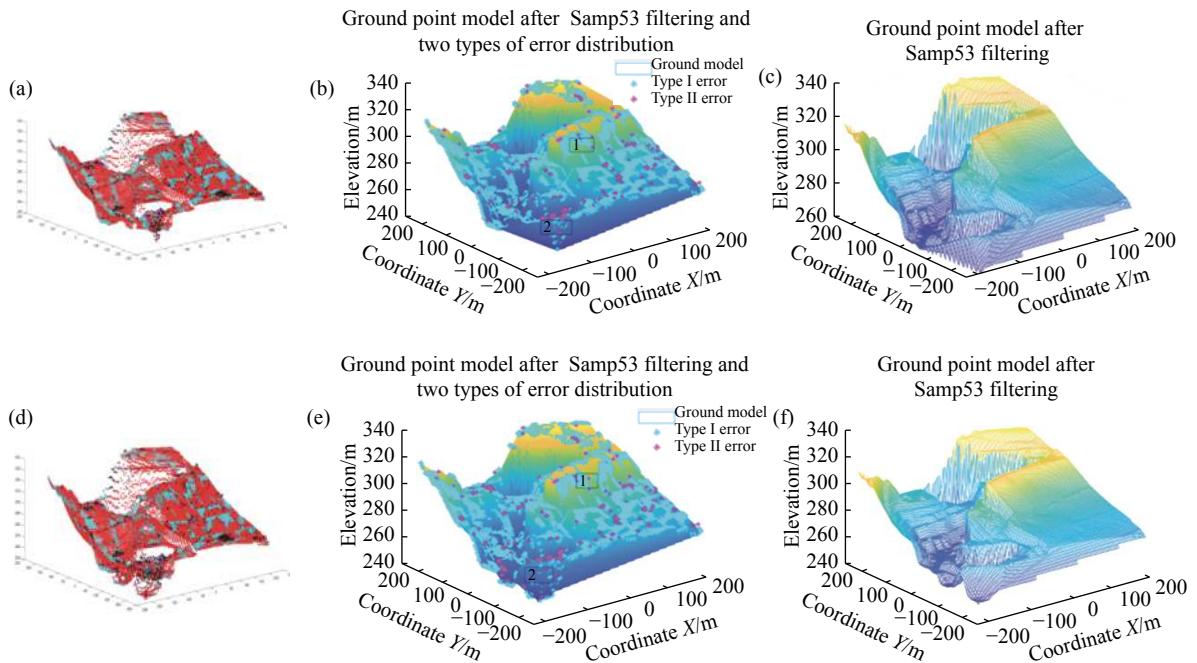 Ground point model after Samp53 filtering and
two types of error distribution
Ground point model after
Samp53 filtering
(a)
(b)
Ground model
Type I error
Type II error
(c)
340
320
300
280
260
240
Elevation/m
1
2
200
100
0
−100
−200
Coordinate Y/m
−200
−100
0
100
200
Coordinate X/m
340
320
300
280
260
Elevation/m
200
100
0
−100
−200
Coordinate Y/m
−200
−100
0
100
200
Coordinate X/m
Ground point model after Samp53 filtering and
two types of error distribution
Ground point model after
Samp53 filtering
(d)
(e)
Ground model
Type I error
Type II error
(f)
340
320
300
280
260
240
Elevation/m
1
2
200
100
0
−100
−200
Coordinate Y/m
−200
−100
0
100
200
Coordinate X/m
340
320
300
280
260
240
Elevation/m
200
100
0
−100
−200
Coordinate Y/m
−200
−100
0
100
200
Coordinate X/m